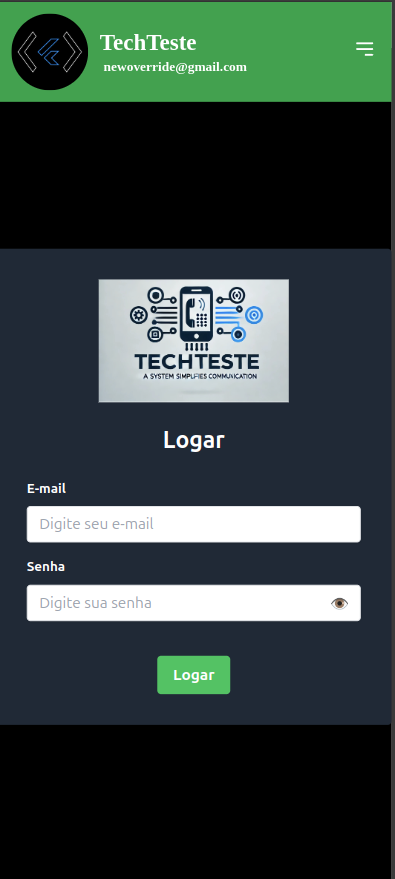 TechTeste
newoverride@gmail.com
TECHTESTE
A SYSTEM SIMPLIFIES COMMUNICATION
Logar
E-mail
Digite seu e-mail
Senha
Digite sua senha
Logar